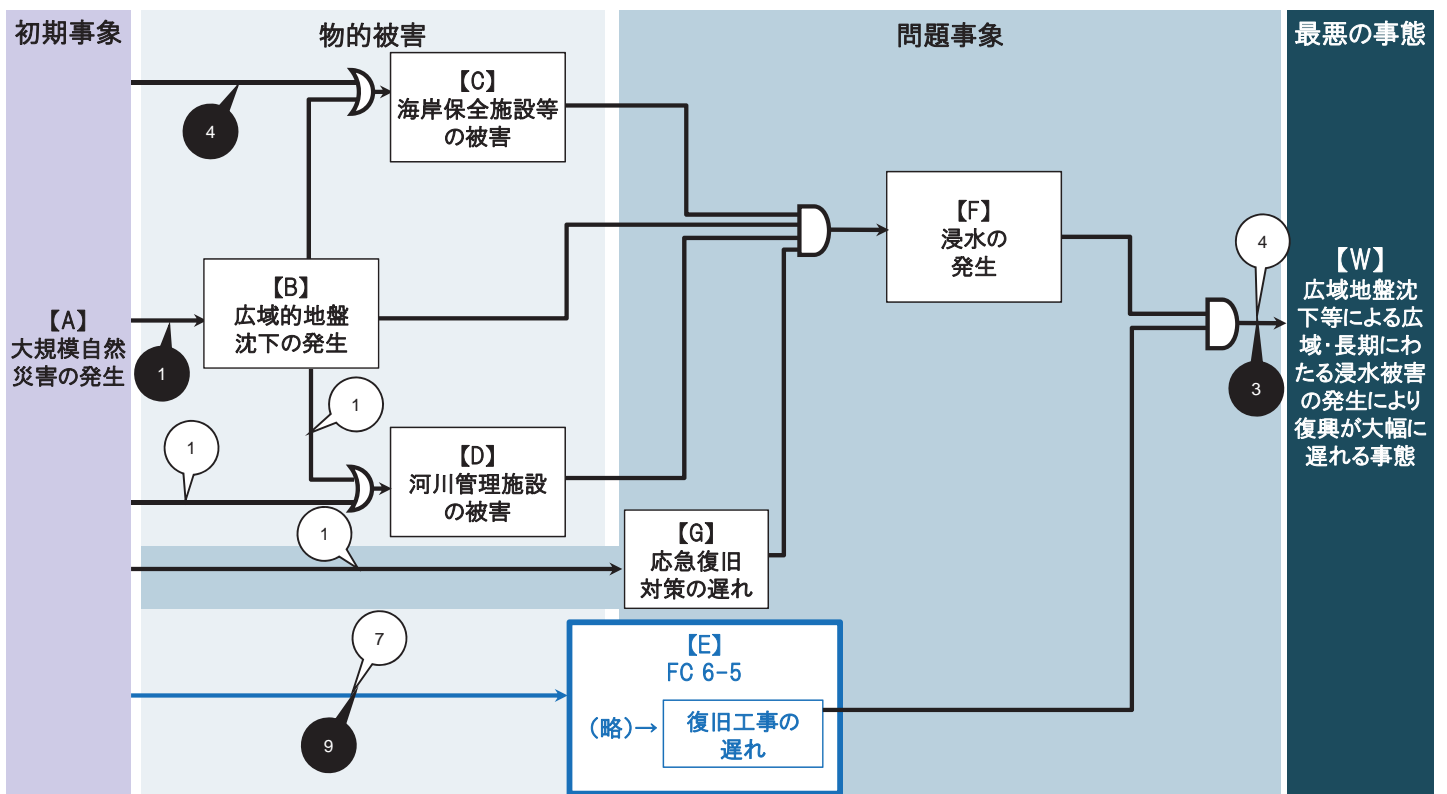 初期事象
物的被害
問題事象
最悪の事態
【A】
大規模自然
災害の発生
4
【C】
海岸保全施設等
の被害
1
【B】
広域的地盤
沈下の発生
1
1
【D】
河川管理施設
の被害
1
【G】
応急復旧
対策の遅れ
7
9
【E】
FC 6-5
(略)→
復旧工事の
遅れ
【F】
浸水の
発生
4
3
【W】
広域地盤沈
下等による広
域・長期にわ
たる浸水被害
の発生により
復興が大幅に
遅れる事態